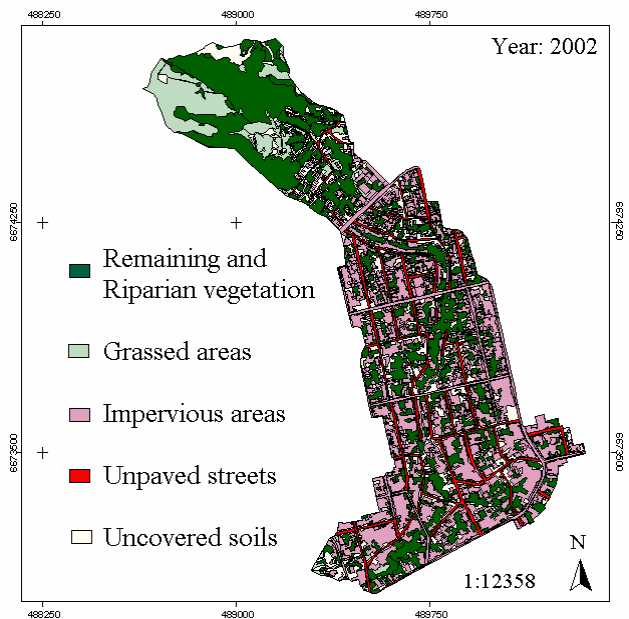 488250 489000 489750
Year: 2002
6674250 6674250
Remaining and
Riparian vegetation
Grassed areas
Impervious areas
6673500 6673500
Unpaved streets
Uncovered soils
N
1:12358
488250 489000 489750